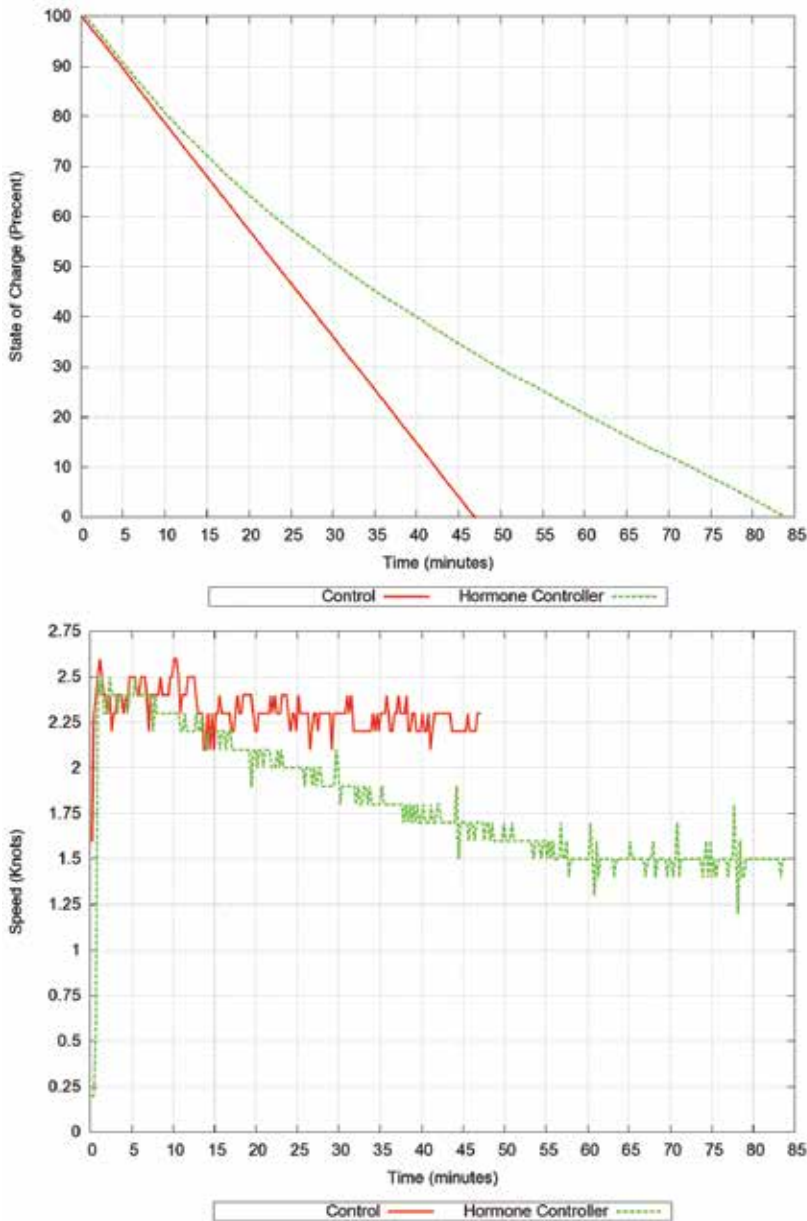 100
90
80
70
60
50
40
30
20
10
0
State of Charge (Precent)
0 5 10 15 20 25 30 35 40 45 50 55 60 65 70 75 80 85
Time (minutes)
Control Hormone Controller
2.75
2.5
2.25
2
1.75
1.5
1.25
1
0.75
0.5
0.25
0
Speed (Knots)
0 5 10 15 20 25 30 35 40 45 50 55 60 65 70 75 80 85
Time (minutes)
Control Hormone Controller